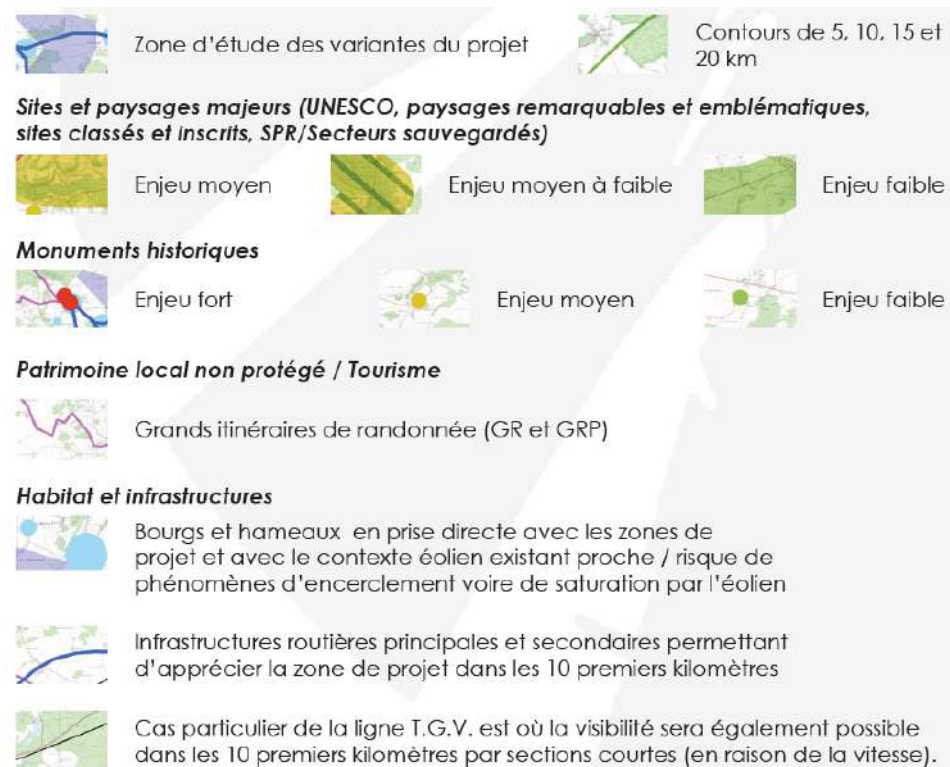 Zone d’étude des variantes du projet
Contours de 5, 10, 15 et
20 km
Sites et paysages majeurs (UNESCO, paysages remarquables et emblématiques,
sites classés et inscrits, SPR/Secteurs sauvegardés)
Enjeu moyen
Enjeu moyen à faible
Enjeu faible
Monuments historiques
Enjeu fort
Enjeu moyen
Enjeu faible
Patrimoine local non protégé / Tourisme
Grands itinéraires de randonnée (GR et GRP)
Habitat et infrastructures
Bourgs et hameaux en prise directe avec les zones de
projet et avec le contexte éolien existant proche / risque de
phénomènes d’encerclement voire de saturation par l’éolien
Infrastructures routières principales et secondaires permettant
d’apprécier la zone de projet dans les 10 premiers kilomètres
Cas particulier de la ligne T.G.V. est où la visibilité sera également possible
dans les 10 premiers kilomètres par sections courtes (en raison de la vitesse).